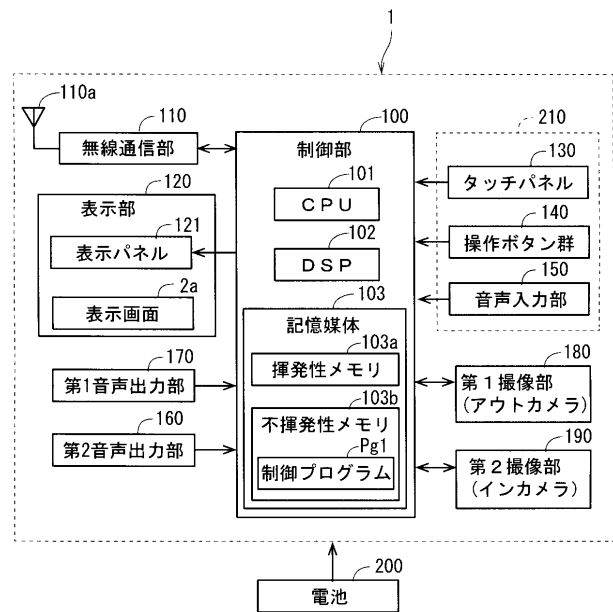 1
110a
110
無線通信部
120
表示部
121
表示パネル
2a
表示画面
170
第1音声出力部
160
第2音声出力部
100
制御部
101
CPU
102
DSP
103
記憶媒体
103a
揮発性メモリ
103b
不揮発性メモリ
Pg1
制御プログラム
210
130
タッチパネル
140
操作ボタン群
150
音声入力部
180
第1撮像部
(アウトカメラ)
190
第2撮像部
(インカメラ)
200
電池